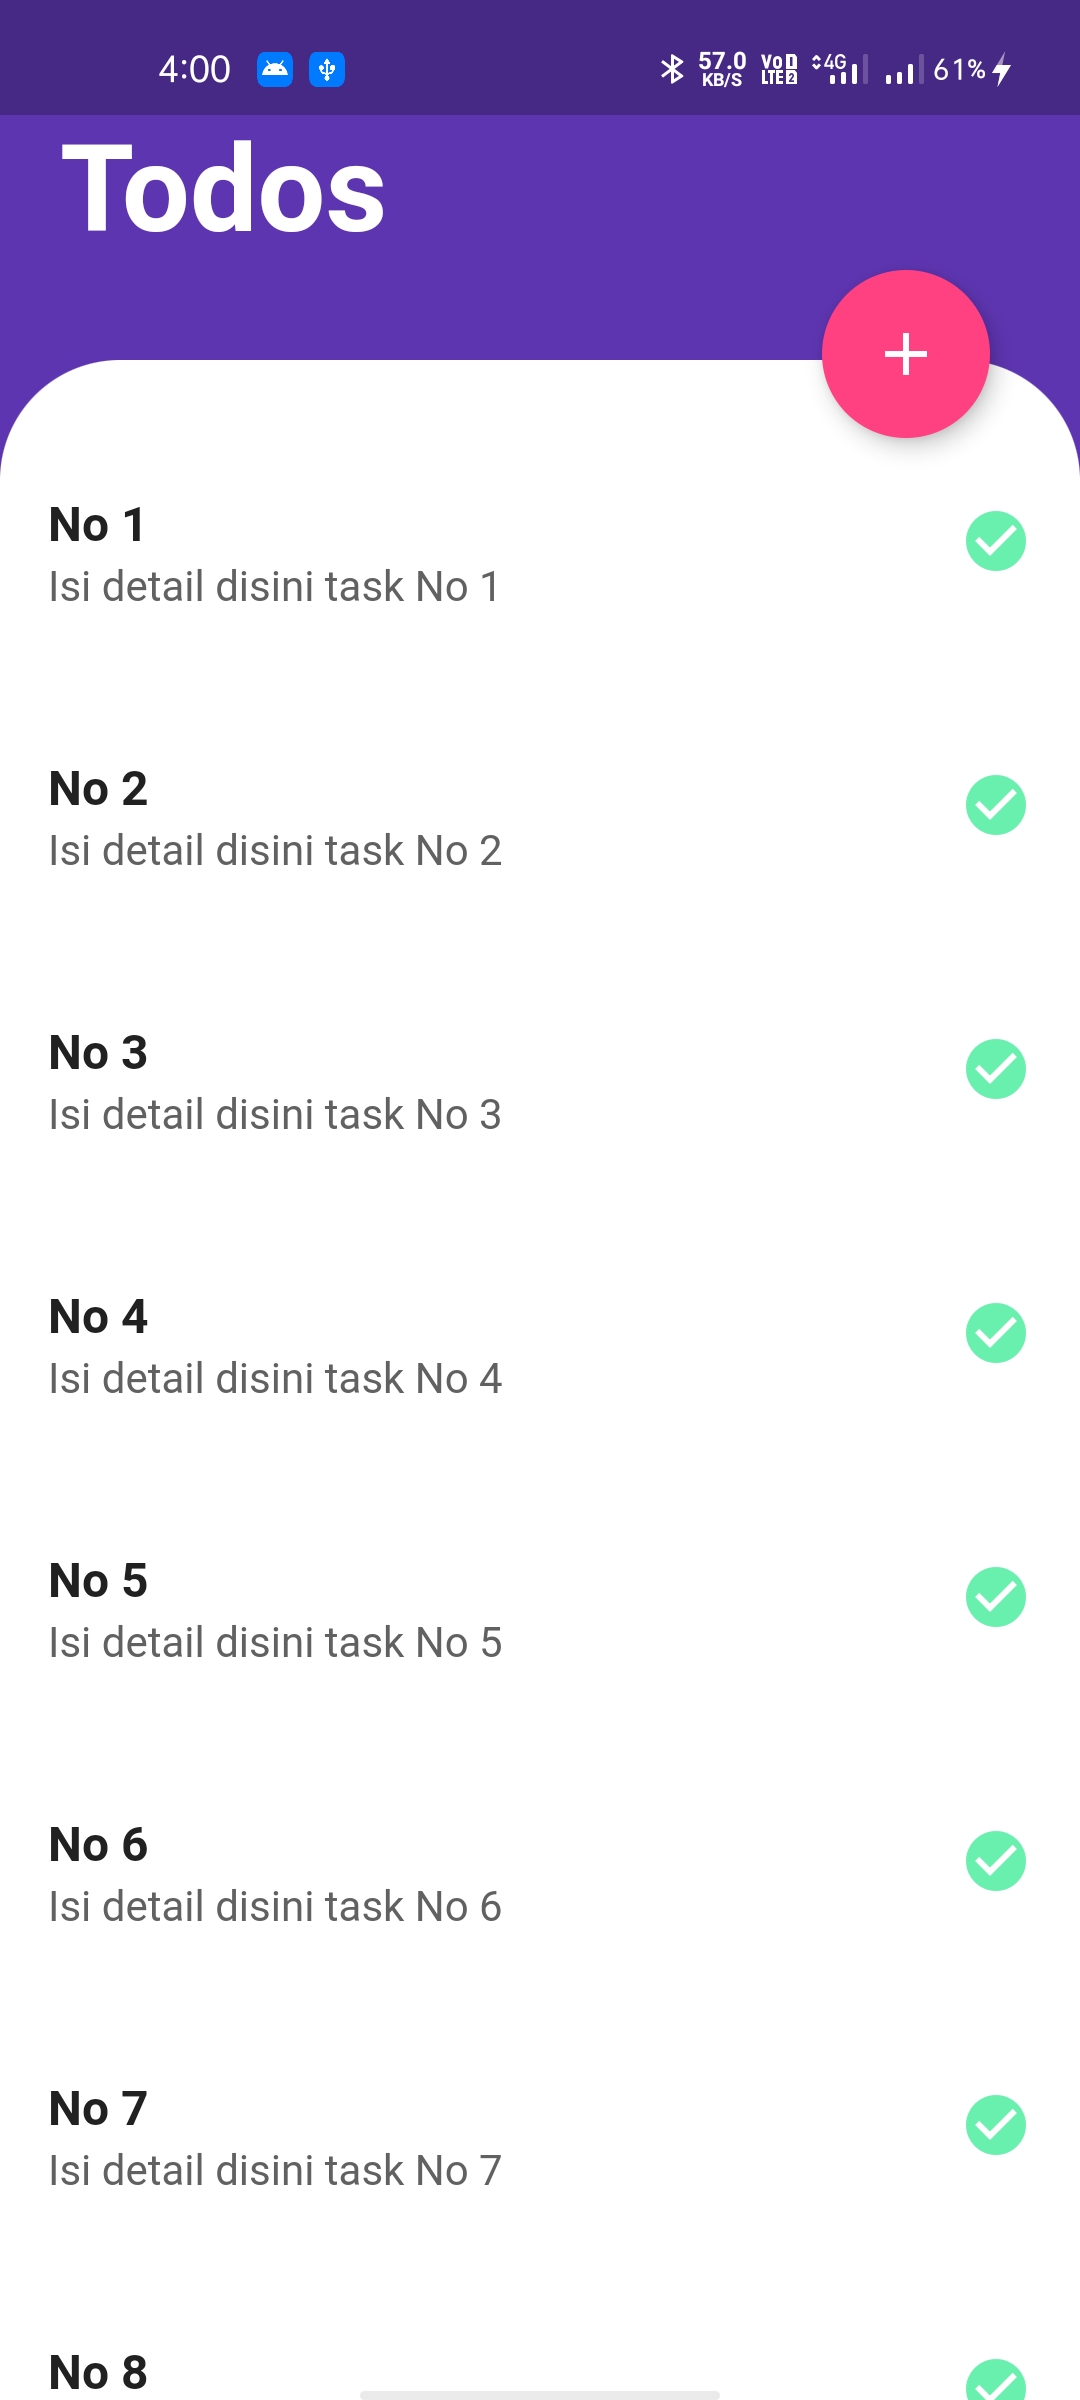 4:00 57.0 KB/S Vo1 LTE2 4G 61%
Todos
No 1
Isi detail disini task No 1
No 2
Isi detail disini task No 2
No 3
Isi detail disini task No 3
No 4
Isi detail disini task No 4
No 5
Isi detail disini task No 5
No 6
Isi detail disini task No 6
No 7
Isi detail disini task No 7
No 8